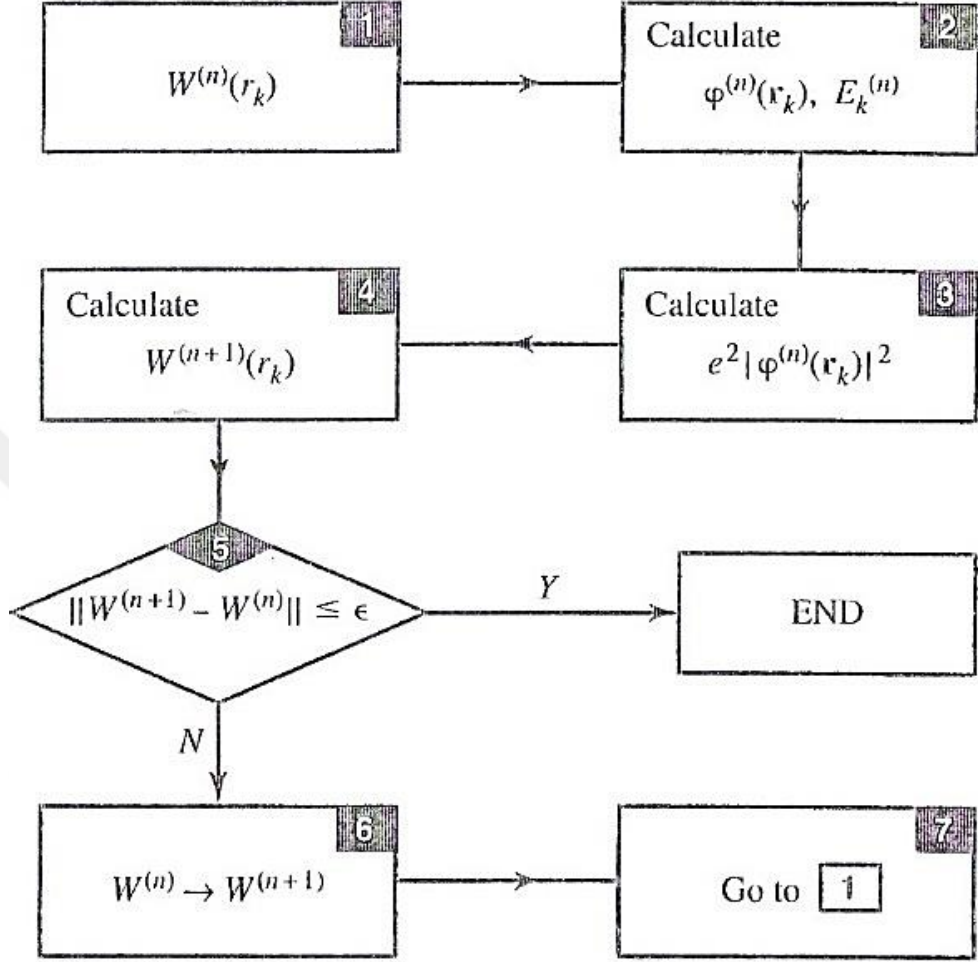 1
W^{(n)}(r_k)
2
Calculate
φ^{(n)}(𝐫_k), E_k^{(n)}
3
Calculate
e^2|φ^{(n)}(𝐫_k)|^2
4
Calculate
W^{(n+1)}(r_k)
5
||W^{(n+1)} – W^{(n)}|| ≦ ϵ
Y
END
N
6
W^{(n)} → W^{(n+1)}
7
Go to 1